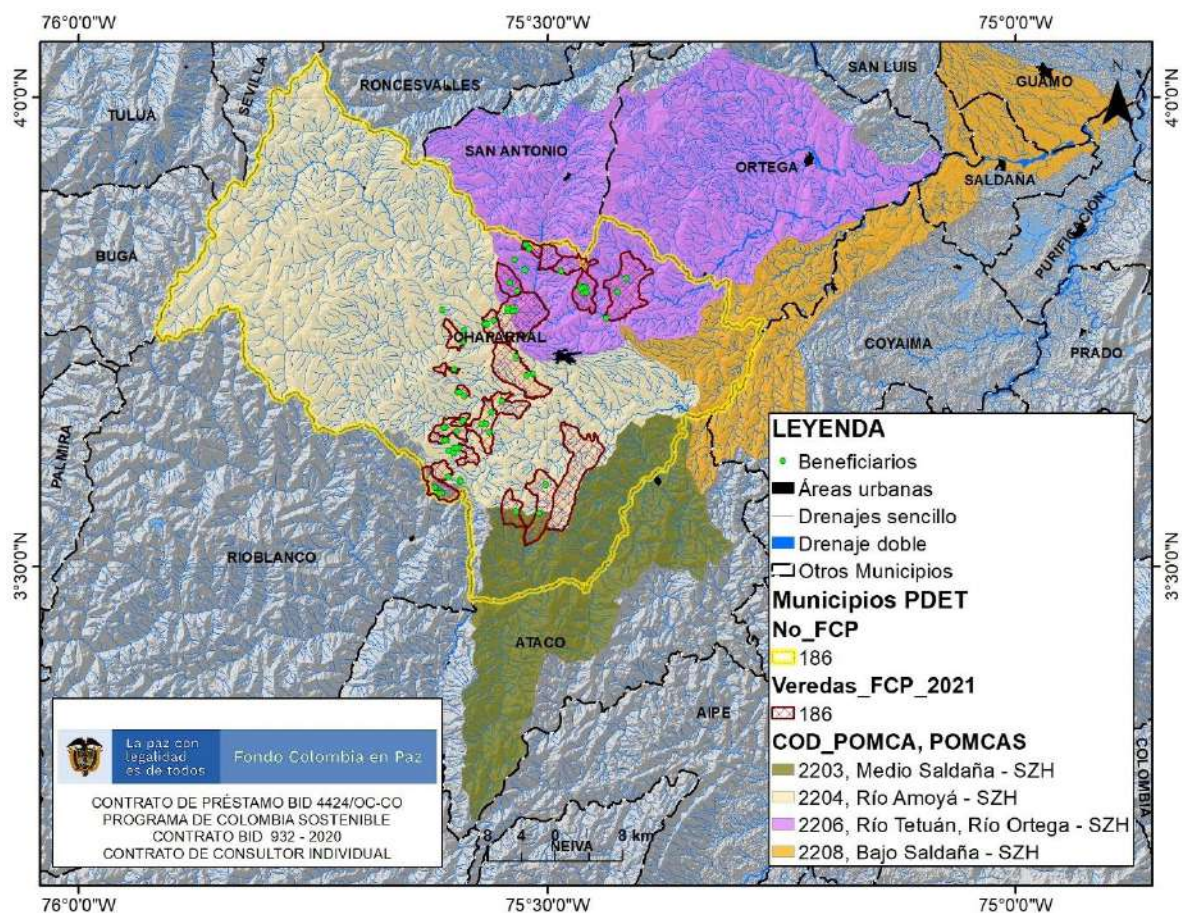 76°0'0"W
75°30'0"W
75°0'0"W
4°0'0"N
4°0'0"N
RONCESVALLES
SEVILLA
TULUA
SAN LUIS
GUAMO
N
SAN ANTONIO
ORTEGA
SALDAÑA
PURIFICACIÓN
BUGA
CHAPARRAL
COYAIMA
PRADO
PALMIRA
RIOBLANCO
3°30'0"N
3°30'0"N
ATACO
AIPE
COLOMBIA
NEIVA
8 4 0 8 km
LEYENDA
Beneficiarios
Áreas urbanas
Drenajes sencillo
Drenaje doble
Otros Municipios
Municipios PDET
No_FCP
186
Veredas_FCP_2021
186
COD_POMCA, POMCAS
2203, Medio Saldaña - SZH
2204, Río Amoyá - SZH
2206, Río Tetuán, Río Ortega - SZH
2208, Bajo Saldaña - SZH
La paz con
legalidad
es de todos
Fondo Colombia en Paz
CONTRATO DE PRÉSTAMO BID 4424/OC-CO
PROGRAMA DE COLOMBIA SOSTENIBLE
CONTRATO BID 932 - 2020
CONTRATO DE CONSULTOR INDIVIDUAL
76°0'0"W
75°30'0"W
75°0'0"W